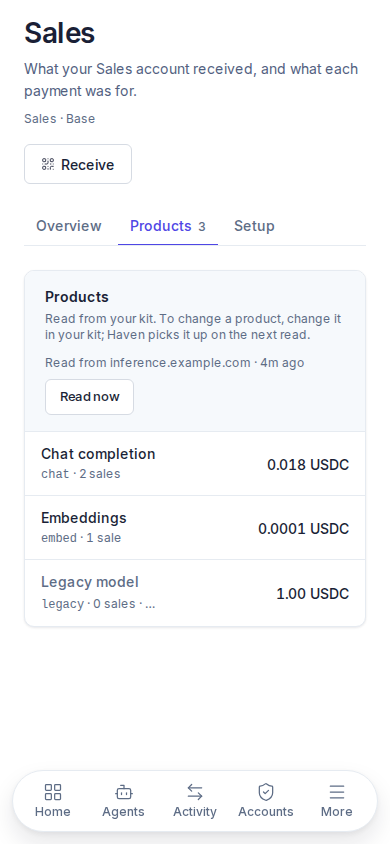 Sales
What your Sales account received, and what each
payment was for.
Sales · Base
Receive
Overview
Products 3
Setup
Products
Read from your kit. To change a product, change it
in your kit; Haven picks it up on the next read.
Read from inference.example.com · 4m ago
Read now
Chat completion
chat · 2 sales
0.018 USDC
Embeddings
embed · 1 sale
0.0001 USDC
Legacy model
legacy · 0 sales · ...
1.00 USDC
Home
Agents
Activity
Accounts
More